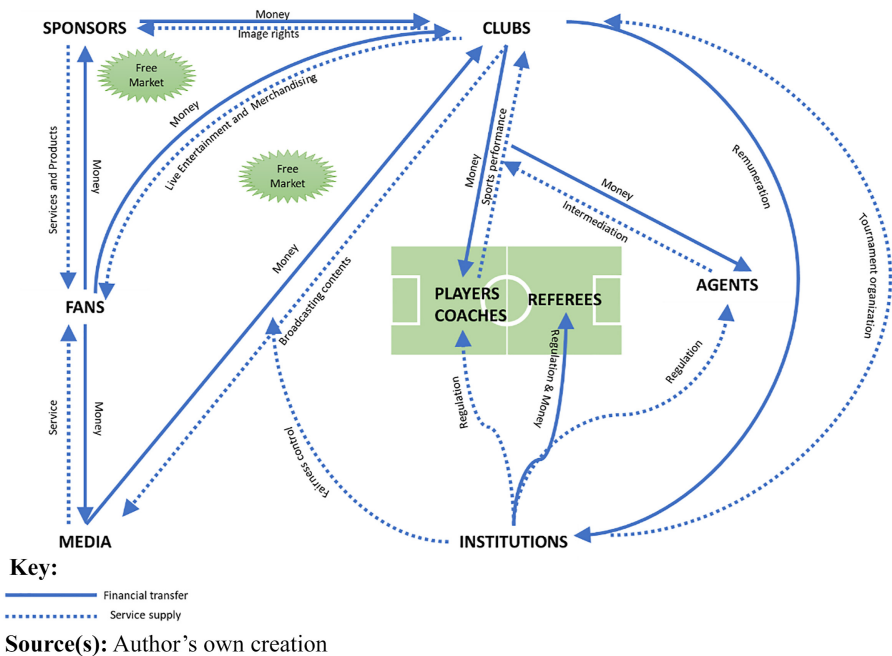 SPONSORS
Money
Image rights
CLUBS
Free
Market
Money
Live Entertainment and Merchandising
Services and Products
Money
Free
Market
Money
Sports performance
Money
Intermediation
Remuneration
Tournament organization
Money
Broadcasting contents
FANS
PLAYERS
COACHES
REFEREES
AGENTS
Service
Money
Fairness control
Regulation
Regulation & Money
Regulation
MEDIA
INSTITUTIONS
Key:
Financial transfer
Service supply
Source(s): Author’s own creation